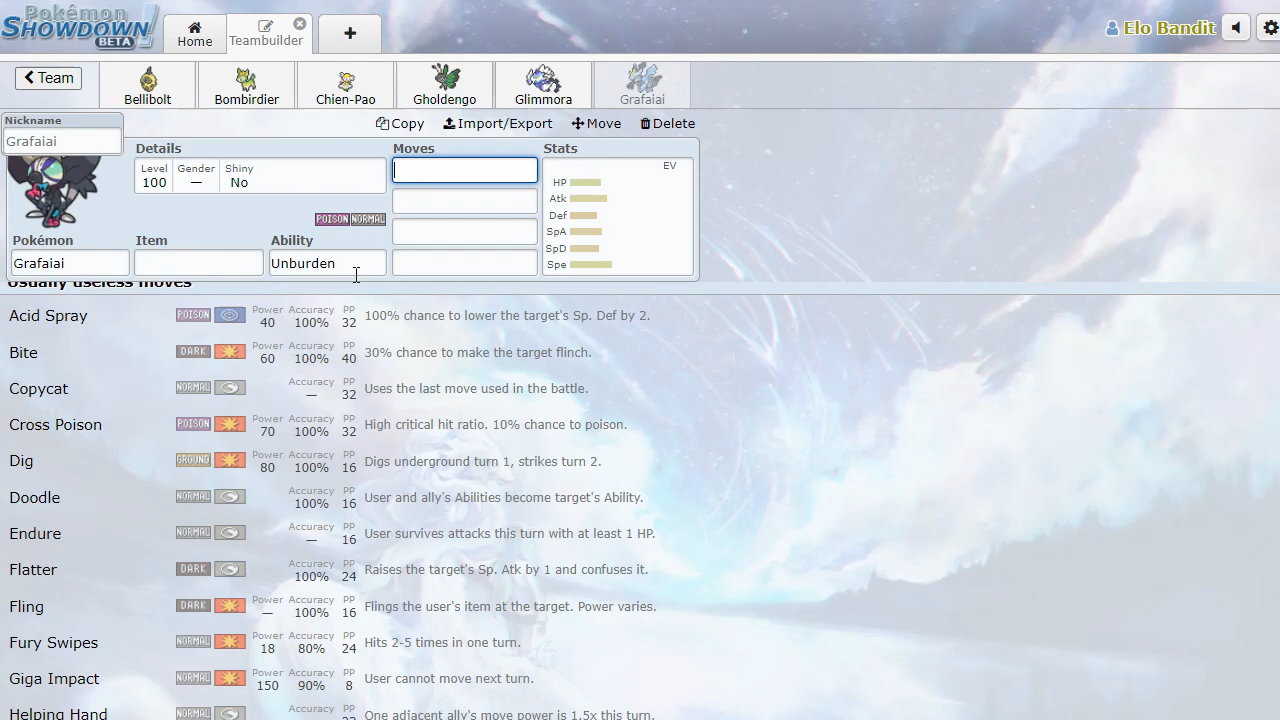 Pokémon
SHOWDOWN!
BETA
Home
Teambuilder
+
Elo Bandit
Team
Bellibolt
Bombirdier
Chien-Pao
Gholdengo
Glimmora
Grafaiai
Nickname
Grafaiai
Copy Import/Export Move Delete
Details
Level Gender Shiny
100 — No
POISON NORMAL
Pokémon Item Ability
Grafaiai Unburden
Moves
Stats
EV
HP
Atk
Def
SpA
SpD
Spe
Usually useless moves
Acid Spray POISON Power 40 Accuracy 100% PP 32 100% chance to lower the target's Sp. Def by 2.
Bite DARK Power 60 Accuracy 100% PP 40 30% chance to make the target flinch.
Copycat NORMAL Accuracy — PP 32 Uses the last move used in the battle.
Cross Poison POISON Power 70 Accuracy 100% PP 32 High critical hit ratio. 10% chance to poison.
Dig GROUND Power 80 Accuracy 100% PP 16 Digs underground turn 1, strikes turn 2.
Doodle NORMAL Accuracy 100% PP 16 User and ally's Abilities become target's Ability.
Endure NORMAL Accuracy — PP 16 User survives attacks this turn with at least 1 HP.
Flatter DARK Accuracy 100% PP 24 Raises the target's Sp. Atk by 1 and confuses it.
Fling DARK Power — Accuracy 100% PP 16 Flings the user's item at the target. Power varies.
Fury Swipes NORMAL Power 18 Accuracy 80% PP 24 Hits 2-5 times in one turn.
Giga Impact NORMAL Power 150 Accuracy 90% PP 8 User cannot move next turn.
Helping Hand NORMAL Accuracy PP 32 One adjacent ally's move power is 1.5x this turn.